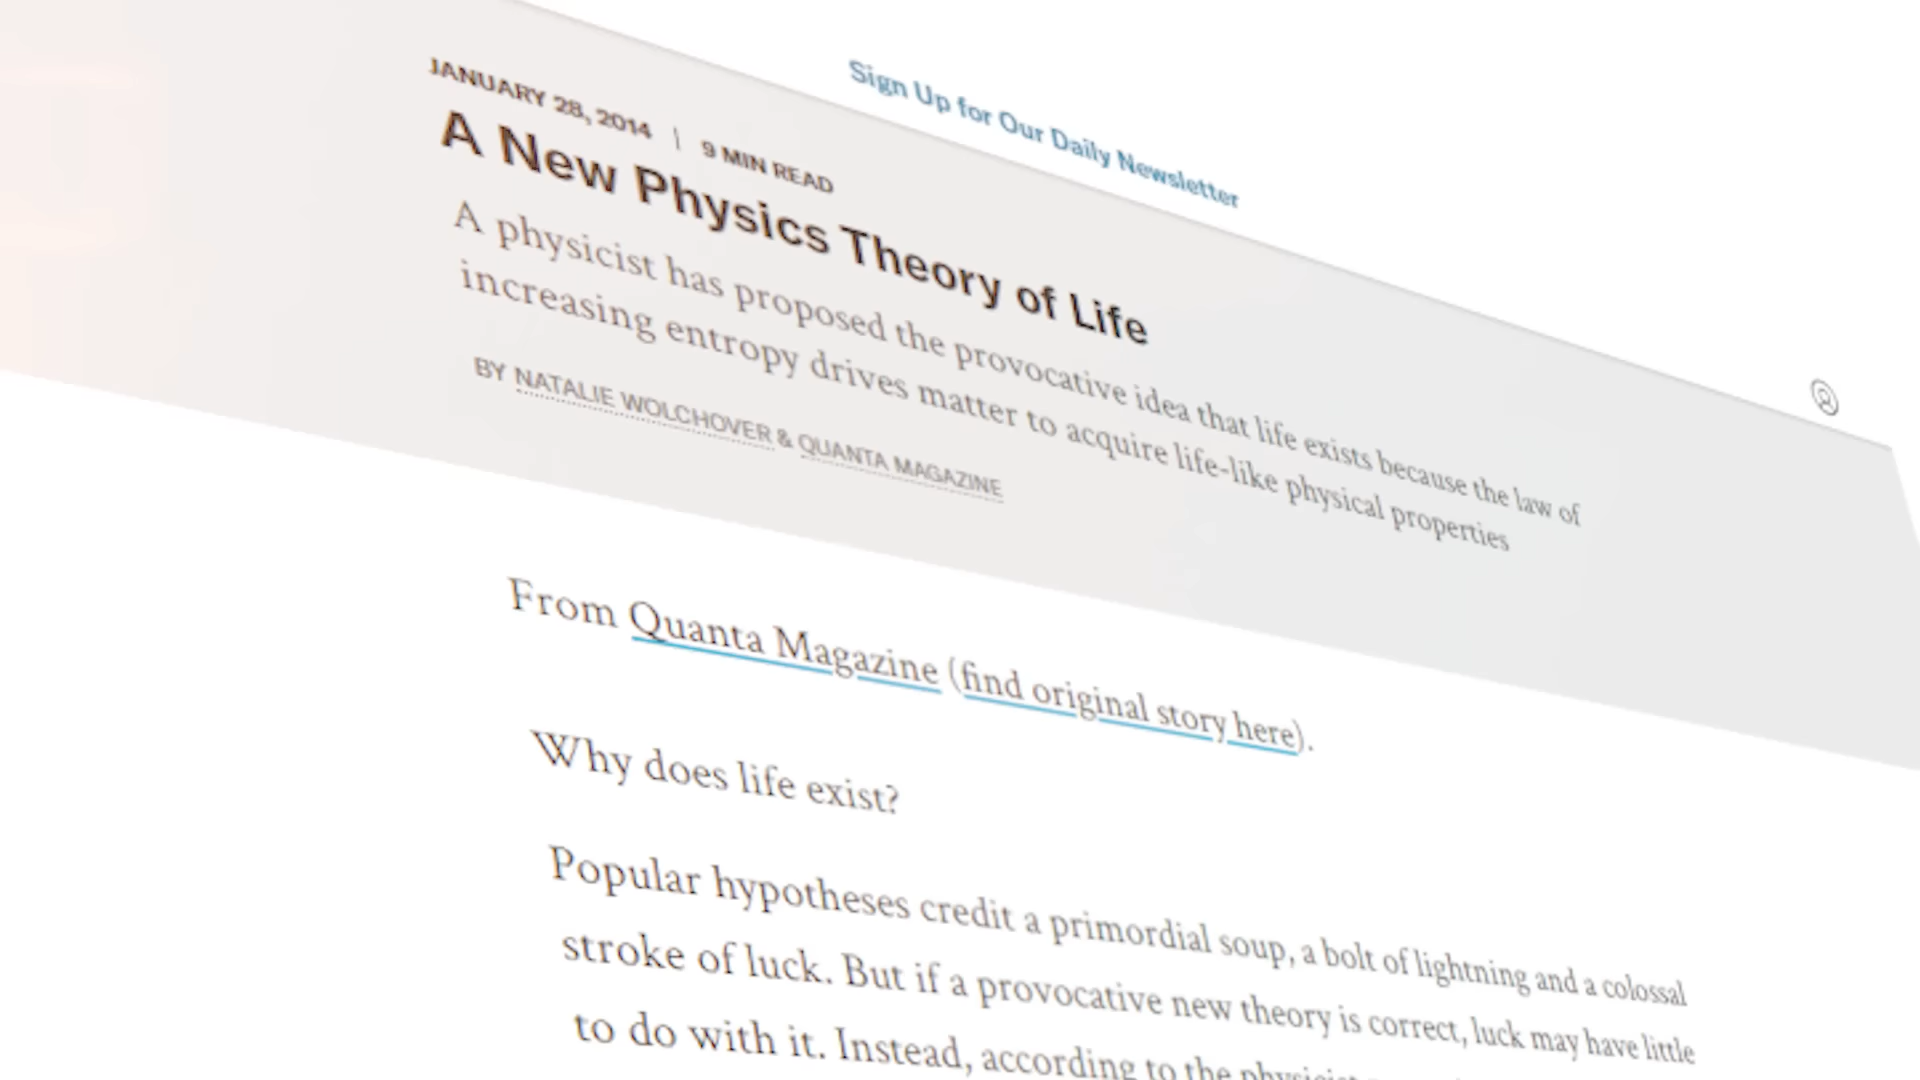 Sign Up for Our Daily Newsletter
JANUARY 28, 2014 | 9 MIN READ
A New Physics Theory of Life
A physicist has proposed the provocative idea that life exists because the law of
increasing entropy drives matter to acquire life-like physical properties
BY NATALIE WOLCHOVER & QUANTA MAGAZINE
From Quanta Magazine (find original story here).
Why does life exist?
Popular hypotheses credit a primordial soup, a bolt of lightning and a colossal
stroke of luck. But if a provocative new theory is correct, luck may have little
to do with it. Instead, according to the physicist